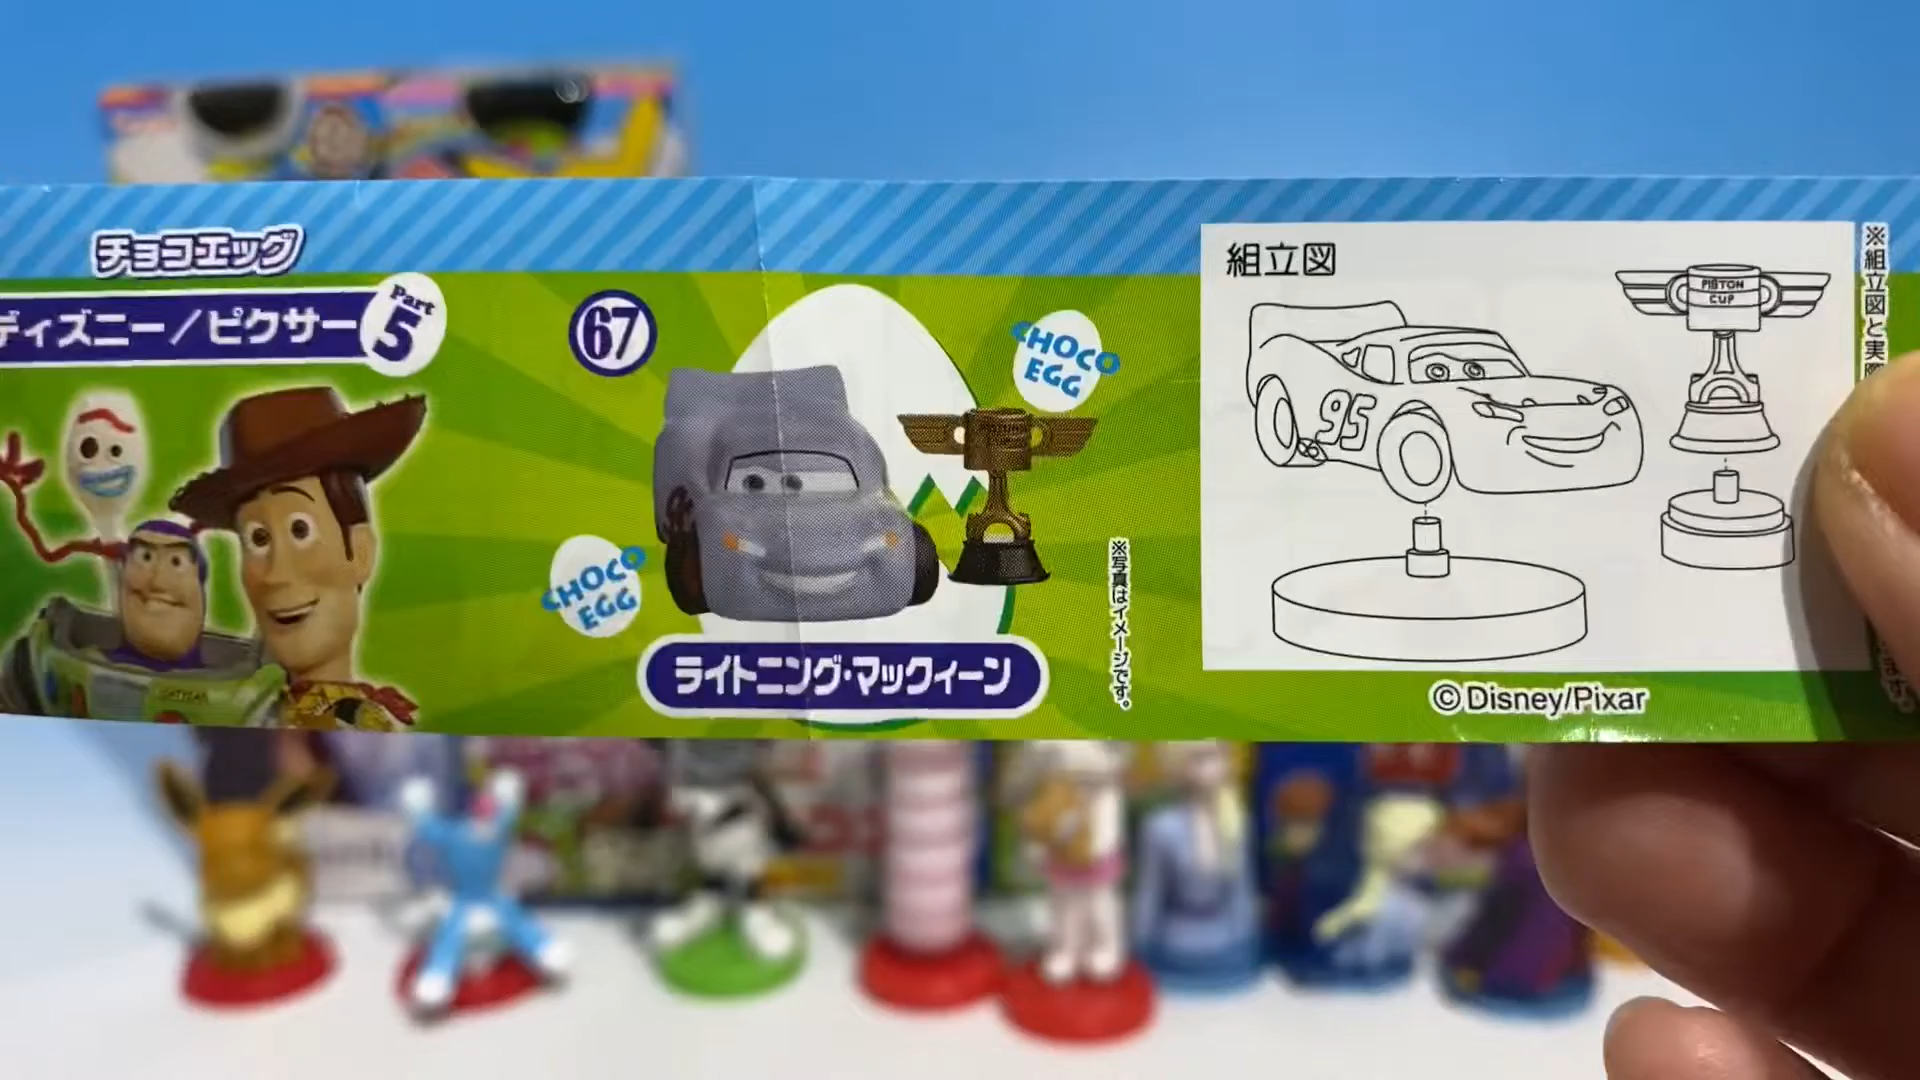 チョコエッグ
ディズニー／ピクサー
Part
5
67
CHOCO
EGG
CHOCO
EGG
ライトニング・マックィーン
※写真はイメージです。
組立図
95
PISTON
CUP
©Disney/Pixar
※組立図と実